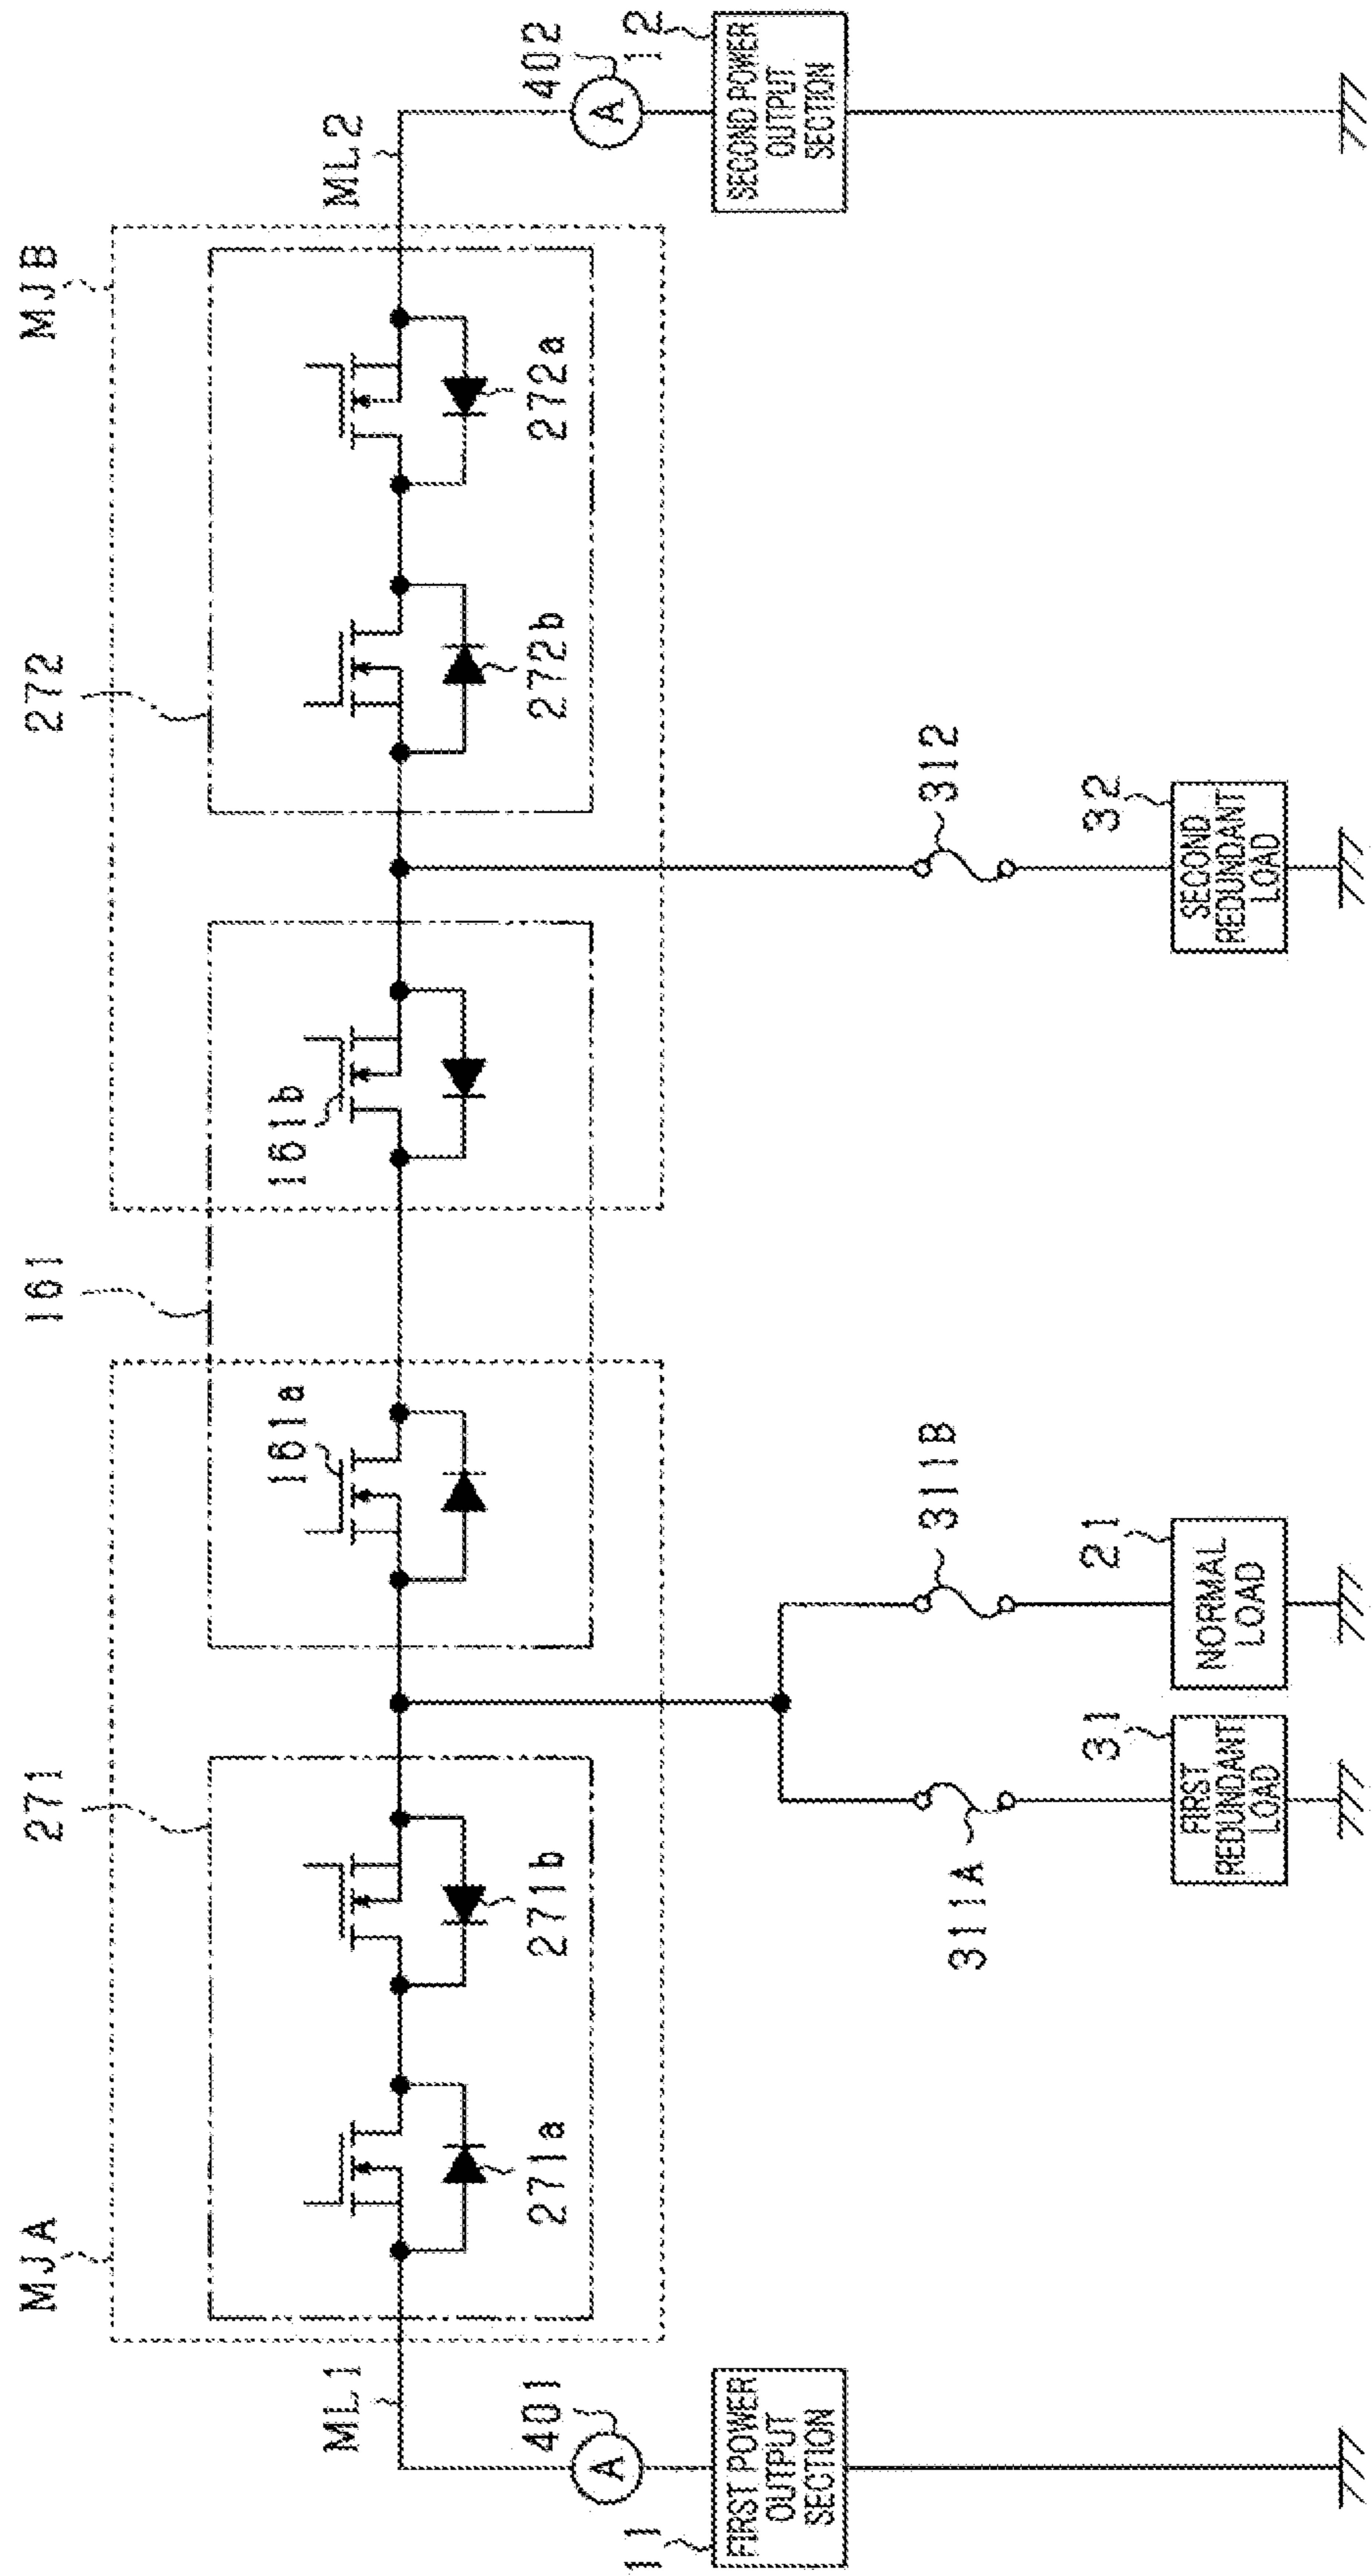 MJA
271
161
272
MJB
ML1
161a
161b
ML2
271a
271b
272b
272a
401
A
402
A
11
FIRST POWER
OUTPUT
SECTION
12
SECOND POWER
OUTPUT
SECTION
311A
311B
312
31
FIRST
REDUNDANT
LOAD
21
NORMAL
LOAD
32
SECOND
REDUNDANT
LOAD